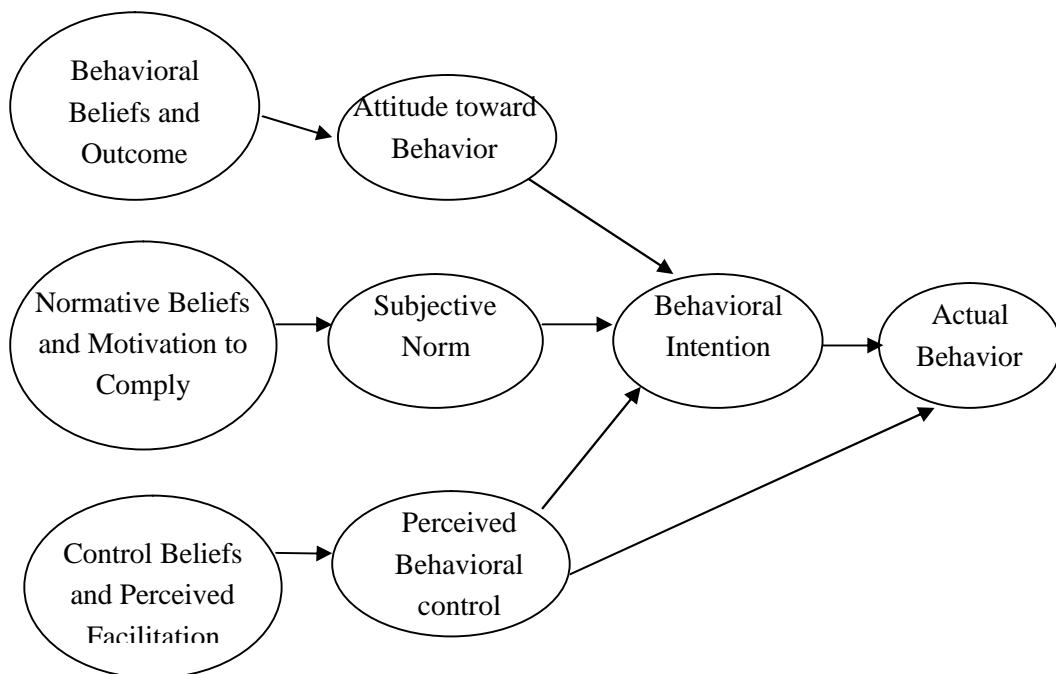 Behavioral
Beliefs and
Outcome
Attitude toward
Behavior
Normative Beliefs
and Motivation to
Comply
Subjective
Norm
Behavioral
Intention
Actual
Behavior
Control Beliefs
and Perceived
Facilitation
Perceived
Behavioral
control